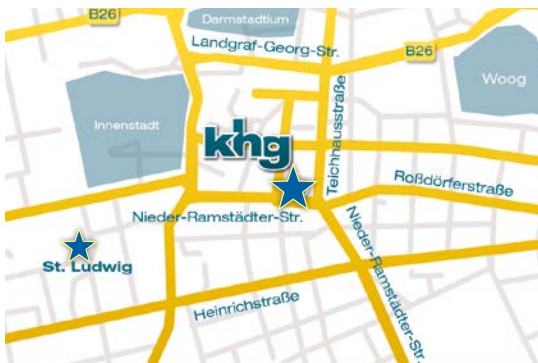 B26
Darmstadtium
Landgraf-Georg-Str.
B26
Woog
Innenstadt
khg
Teichhausstraße
Roßdörferstraße
Nieder-Ramstädter-Str.
Nieder-Ramstädter-Str.
St. Ludwig
Heinrichstraße